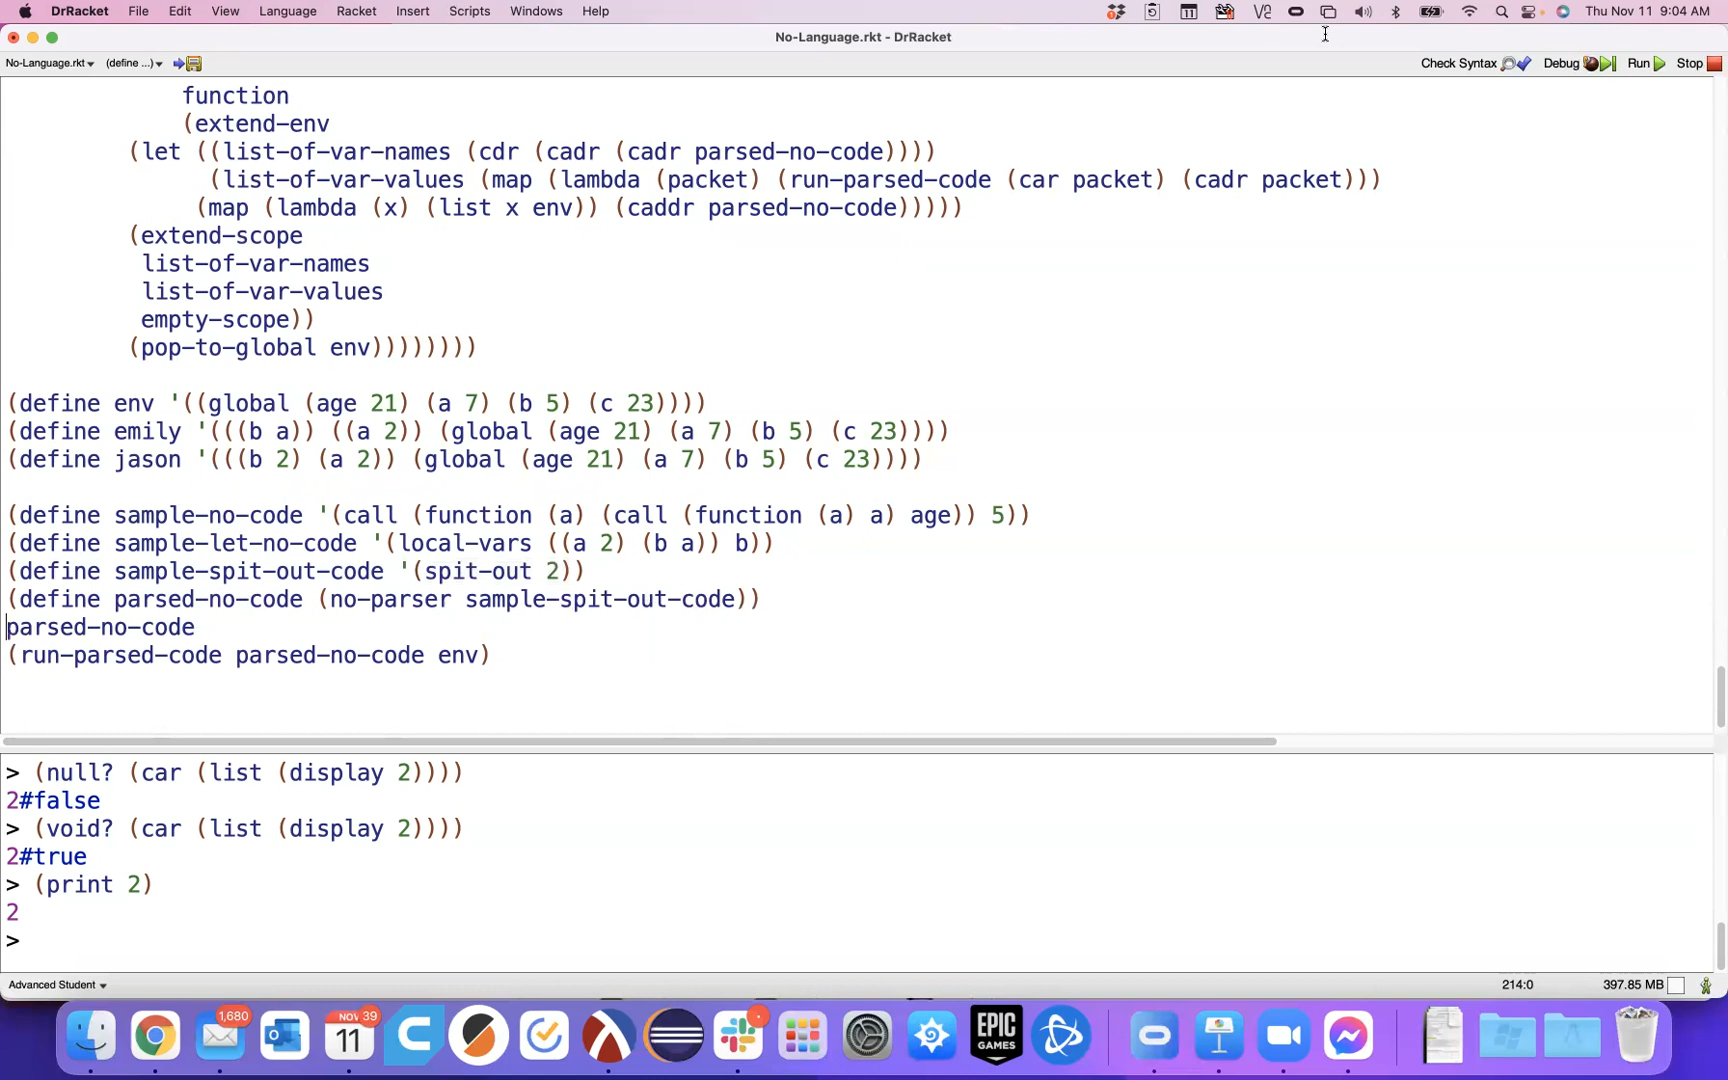 DrRacket File Edit View Language Racket Insert Scripts Windows Help Thu Nov 11 9:04 AM
No-Language.rkt - DrRacket
No-Language.rkt (define ...) Check Syntax Debug Run Stop
function
(extend-env
(let ((list-of-var-names (cdr (cadr (cadr parsed-no-code))))
(list-of-var-values (map (lambda (packet) (run-parsed-code (car packet) (cadr packet)))
(map (lambda (x) (list x env)) (caddr parsed-no-code)))))
(extend-scope
list-of-var-names
list-of-var-values
empty-scope))
(pop-to-global env))))))))
(define env '((global (age 21) (a 7) (b 5) (c 23))))
(define emily '(((b a)) ((a 2)) (global (age 21) (a 7) (b 5) (c 23))))
(define jason '(((b 2) (a 2)) (global (age 21) (a 7) (b 5) (c 23))))
(define sample-no-code '(call (function (a) (call (function (a) a) age)) 5))
(define sample-let-no-code '(local-vars ((a 2) (b a)) b))
(define sample-spit-out-code '(spit-out 2))
(define parsed-no-code (no-parser sample-spit-out-code))
parsed-no-code
(run-parsed-code parsed-no-code env)
> (null? (car (list (display 2))))
2#false
> (void? (car (list (display 2))))
2#true
> (print 2)
2
>
Advanced Student 214:0 397.85 MB
1,680 NOV 39
11 EPIC
GAMES